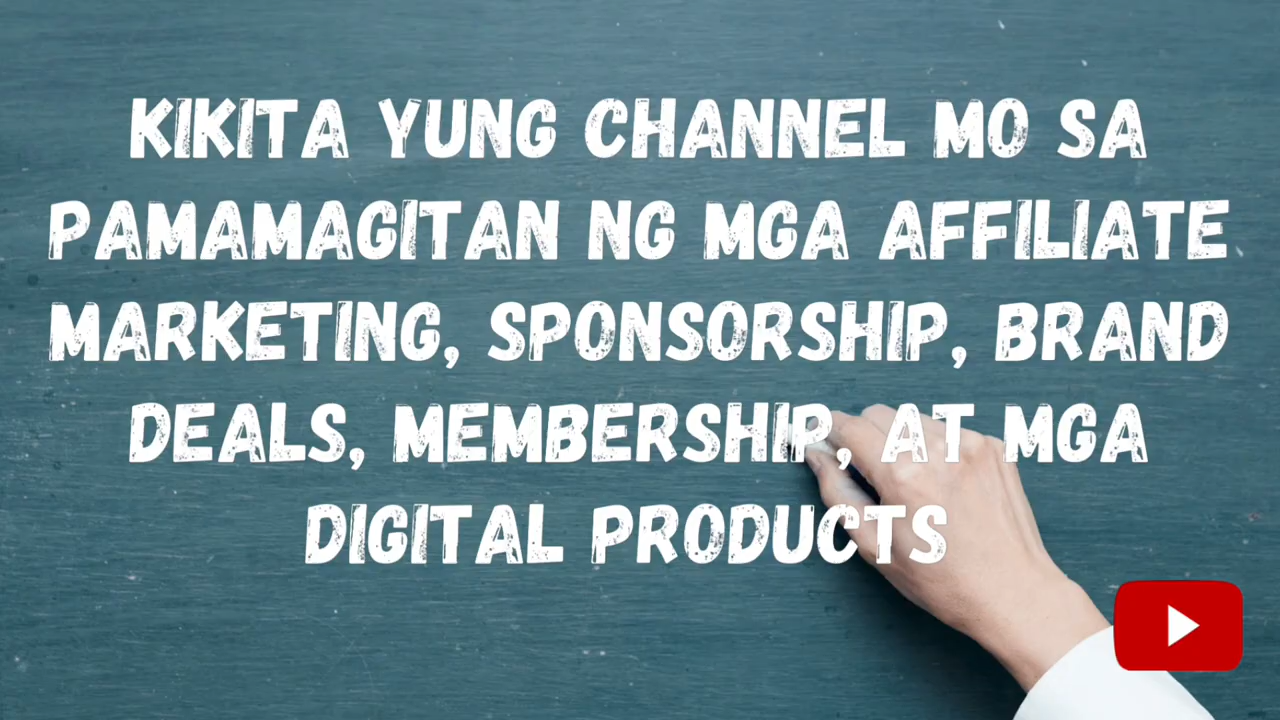 KIKITA YUNG CHANNEL MO SA
PAMAMAGITAN NG MGA AFFILIATE
MARKETING, SPONSORSHIP, BRAND
DEALS, MEMBERSHIP, AT MGA
DIGITAL PRODUCTS